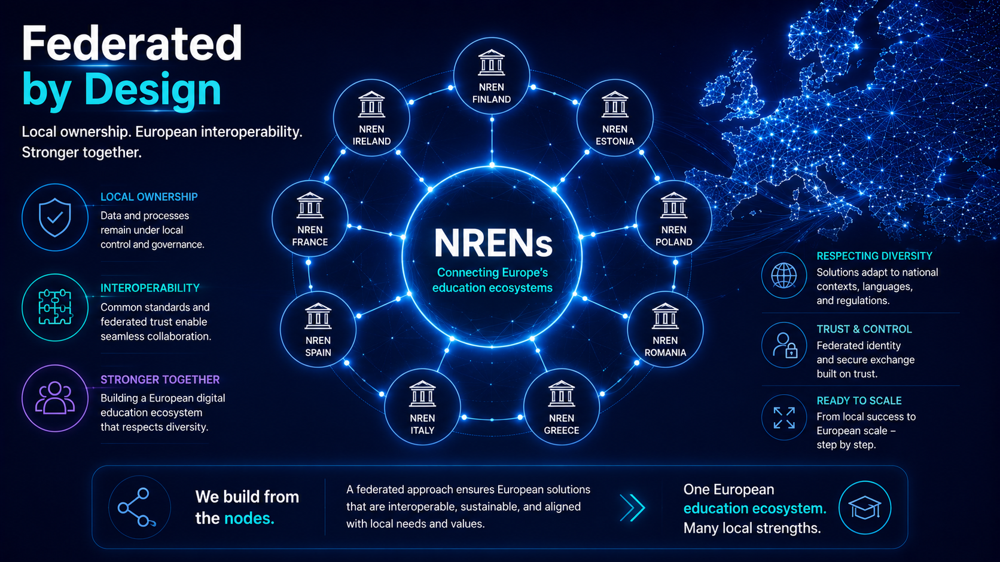 Federated
by Design
Local ownership. European interoperability.
Stronger together.
LOCAL OWNERSHIP
Data and processes
remain under local
control and governance.
INTEROPERABILITY
Common standards and
federated trust enable
seamless collaboration.
STRONGER TOGETHER
Building a European digital
education ecosystem
that respects diversity.
NREN
FINLAND
NREN
ESTONIA
NREN
POLAND
NREN
ROMANIA
NREN
GREECE
NREN
ITALY
NREN
SPAIN
NREN
FRANCE
NREN
IRELAND
NRENs
Connecting Europe's
education ecosystems
RESPECTING DIVERSITY
Solutions adapt to national
contexts, languages,
and regulations.
TRUST & CONTROL
Federated identity
and secure exchange
built on trust.
READY TO SCALE
From local success to
European scale –
step by step.
We build from
the nodes.
A federated approach ensures European solutions
that are interoperable, sustainable, and aligned
with local needs and values.
One European
education ecosystem.
Many local strengths.